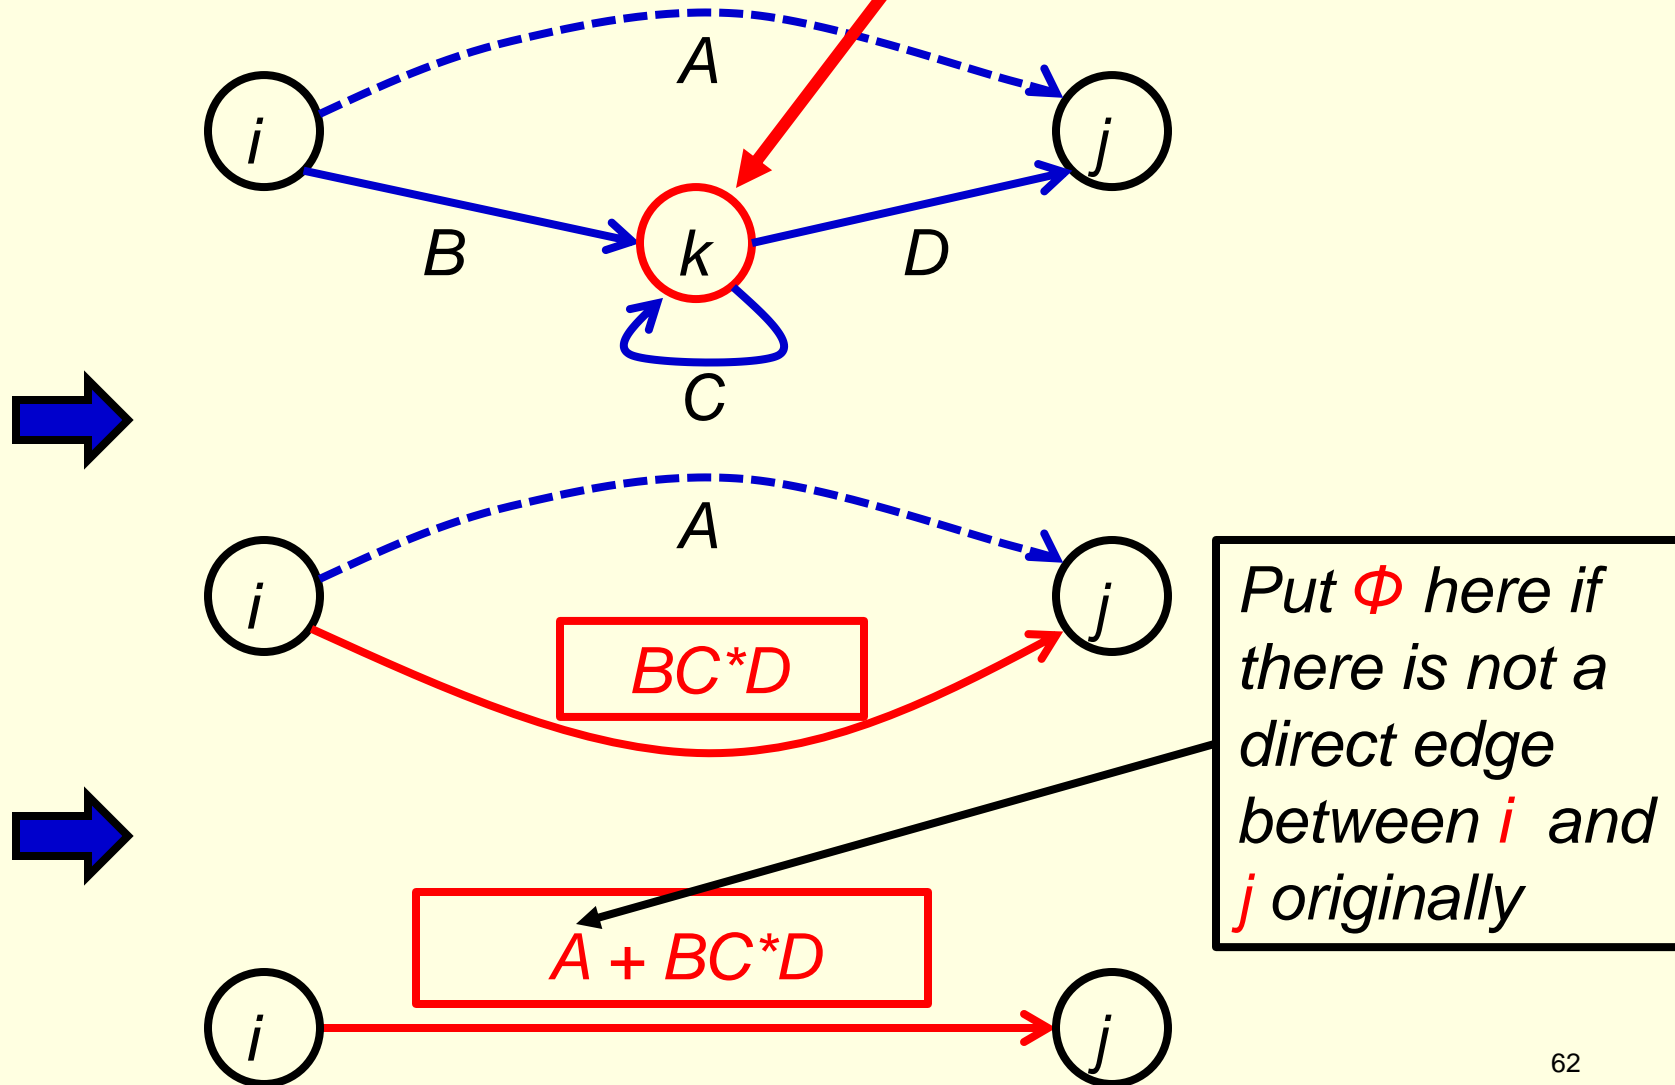 A
i
j
B
k
D
C
A
i
j
BC*D
Put Φ here if
there is not a
direct edge
between i and
j originally
A + BC*D
i
j
62